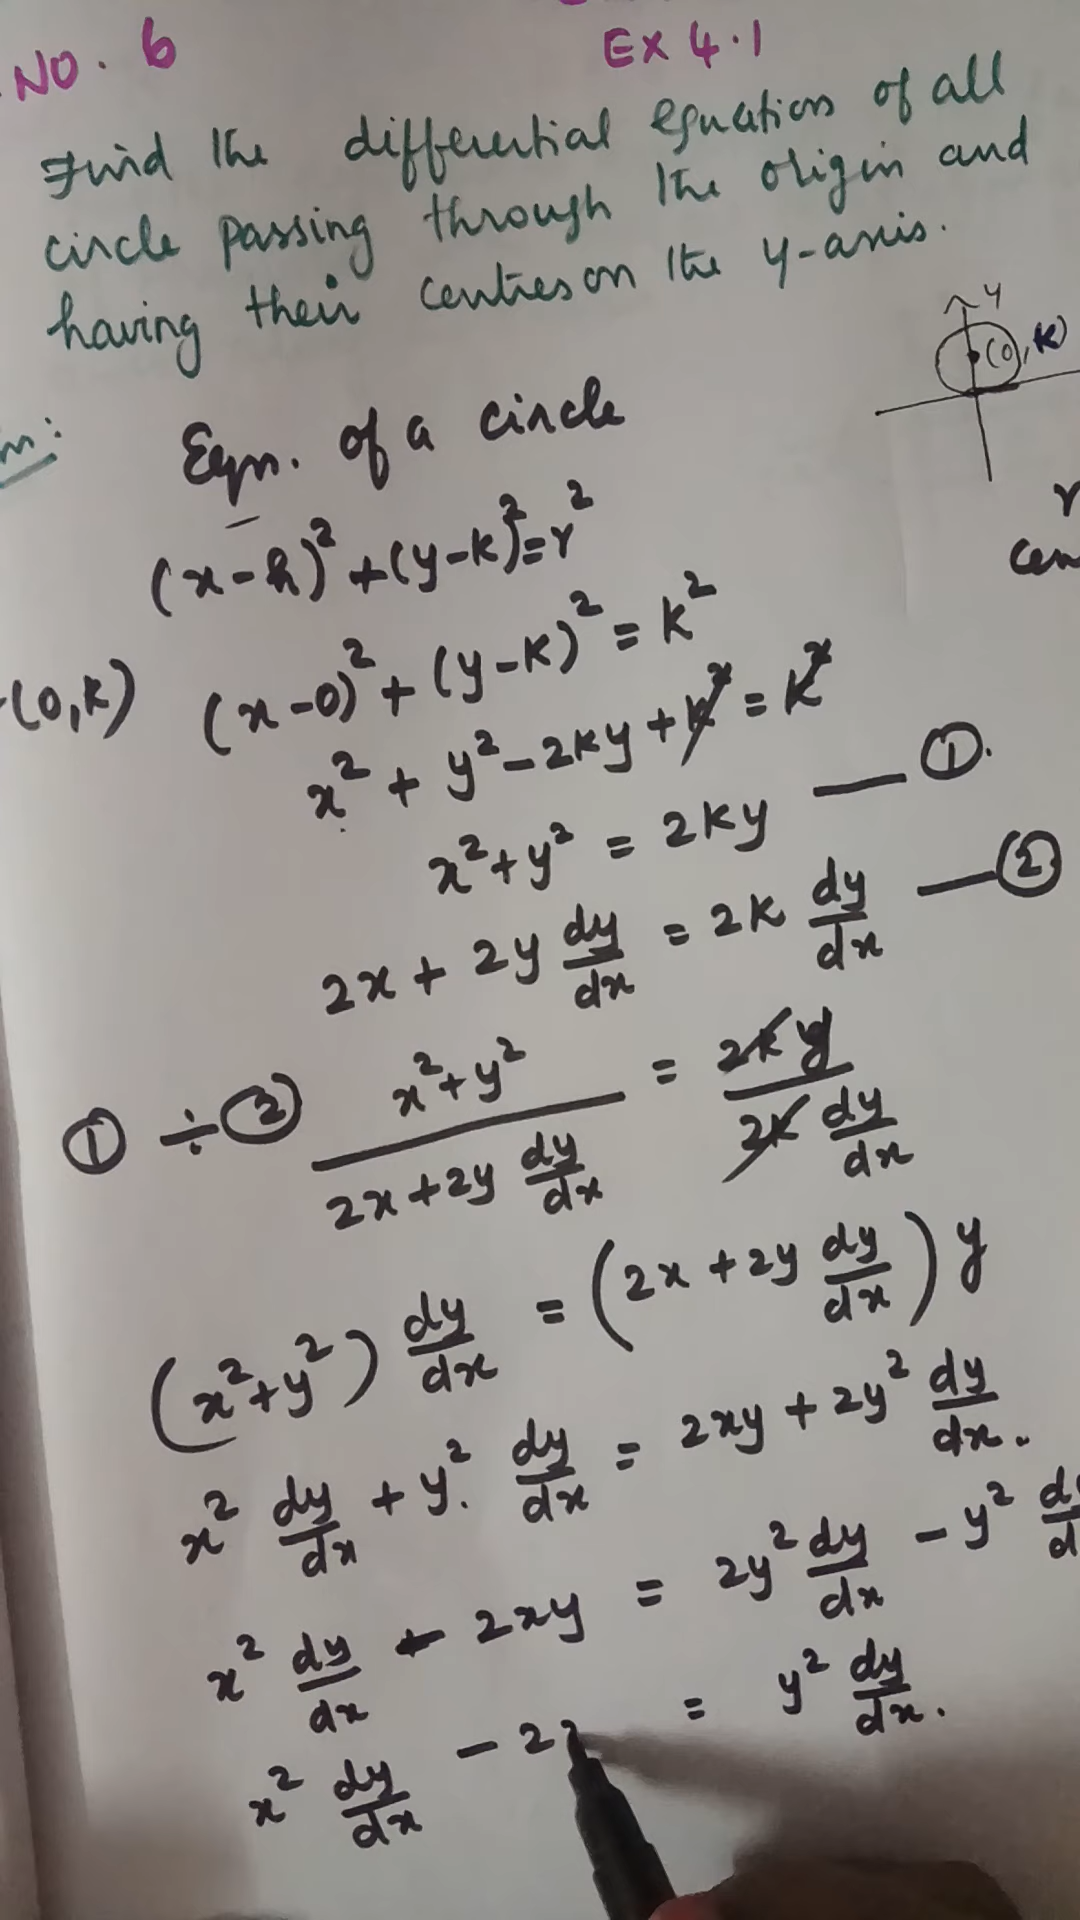 NO. 6
Ex 4.1
Find the differential equation of all
circle passing through the origin and
having their centres on the y-axis.
y
(0, k)
Eqn. of a circle
(x-h)²+(y-k)²=r²
(0,k) (x-0)²+(y-k)²=k²
x²+y²-2ky+k²=k²
x²+y²=2ky — ①.
2x+2y dy/dx = 2k dy/dx — ②
①÷② x²+y² / 2x+2y dy/dx = 2ky / 2k dy/dx
(x²+y²) dy/dx = (2x+2y dy/dx) y
x² dy/dx + y². dy/dx = 2xy+2y² dy/dx.
x² dy/dx - 2xy = 2y² dy/dx - y²
x² dy/dx - 2 = y² dy/dx.